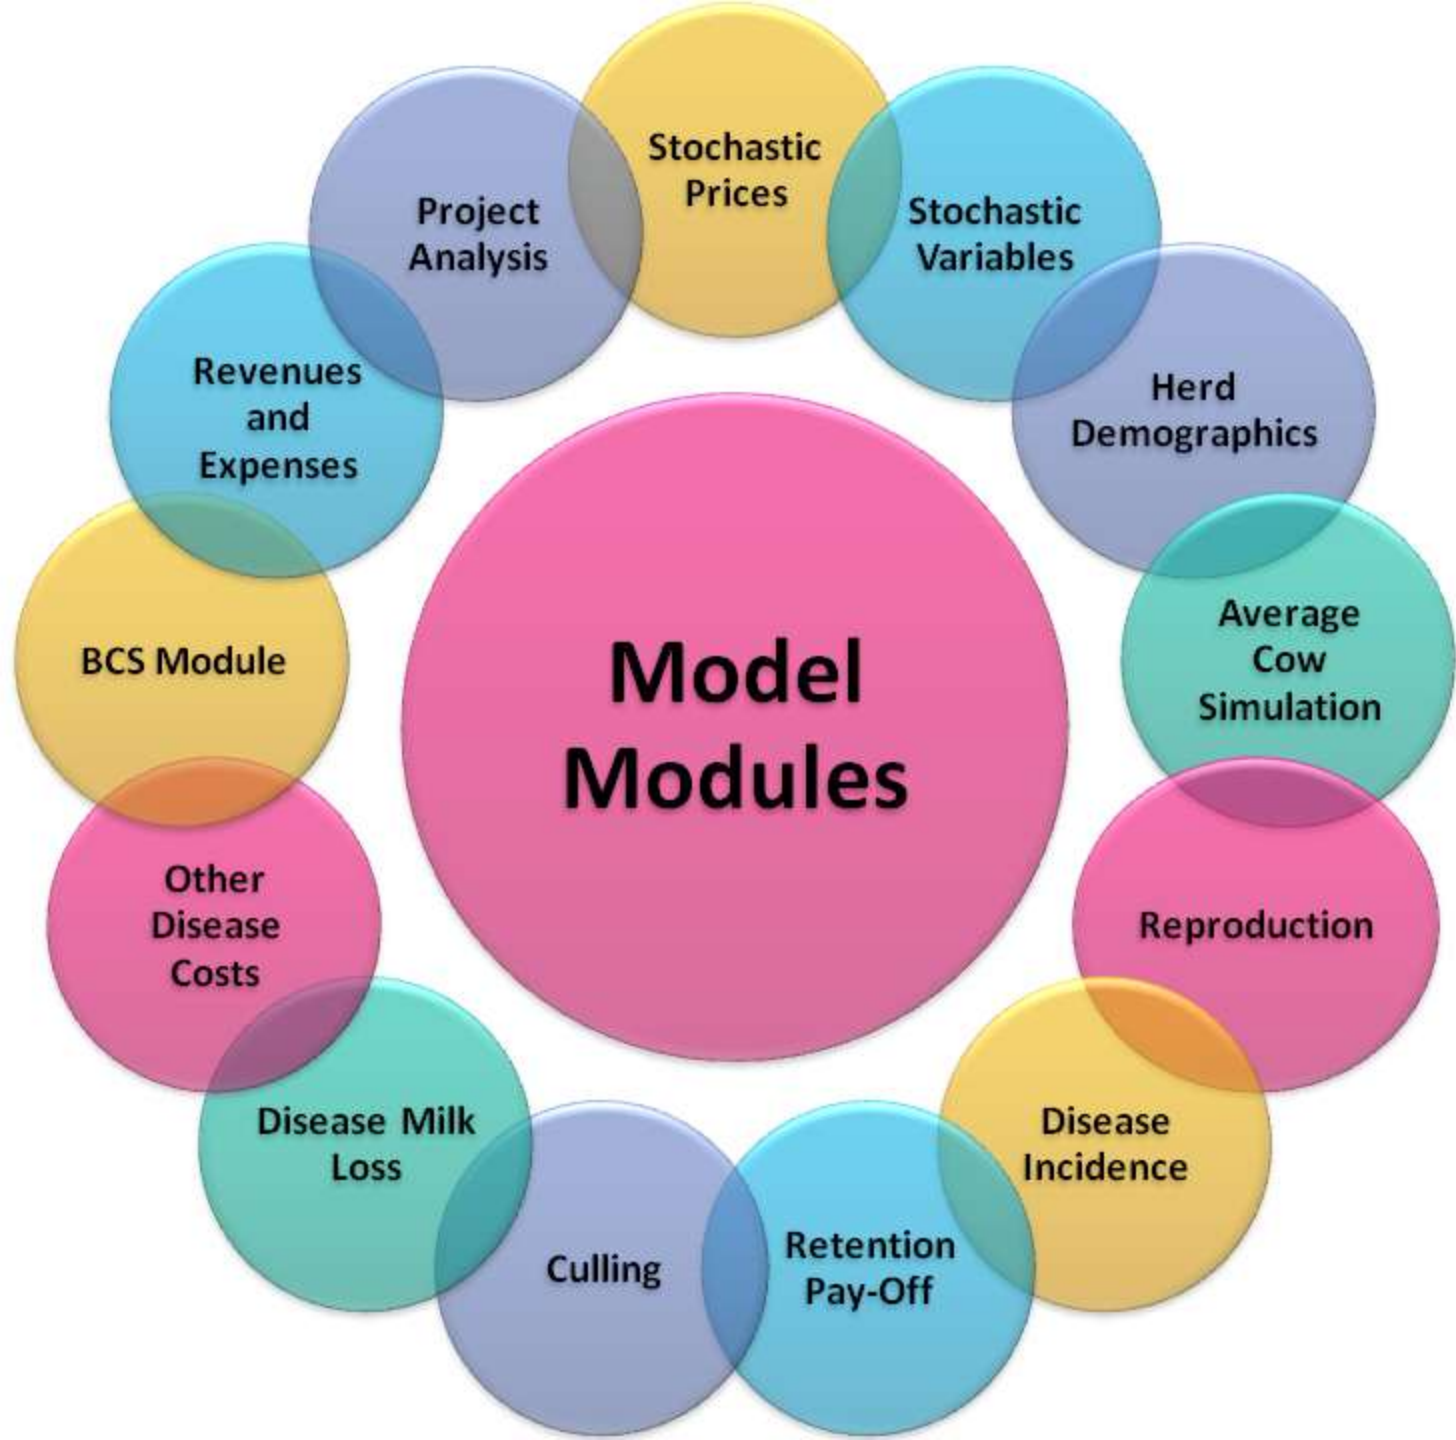 Stochastic
Prices
Stochastic
Variables
Herd
Demographics
Average
Cow
Simulation
Reproduction
Disease
Incidence
Retention
Pay-Off
Culling
Disease Milk
Loss
Other
Disease
Costs
BCS Module
Revenues
and
Expenses
Project
Analysis
Model
Modules